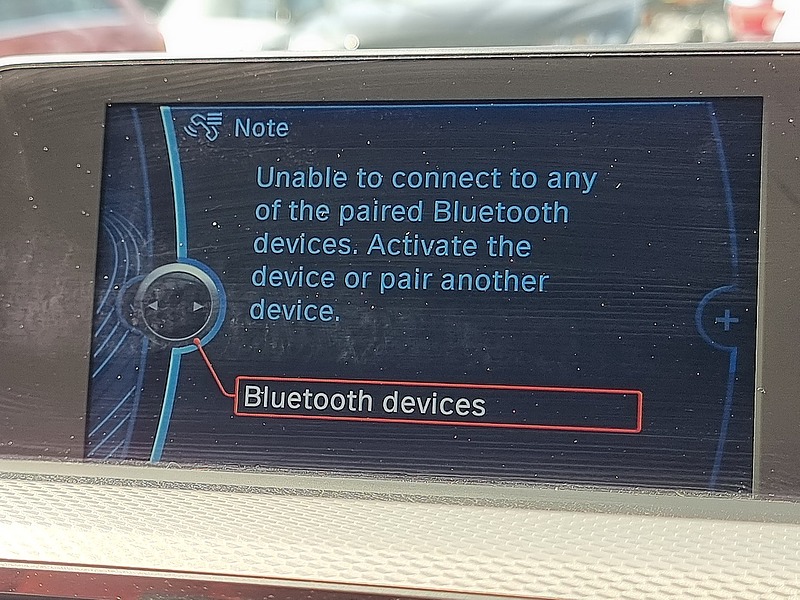 Note
Unable to connect to any
of the paired Bluetooth
devices. Activate the
device or pair another
device.
Bluetooth devices